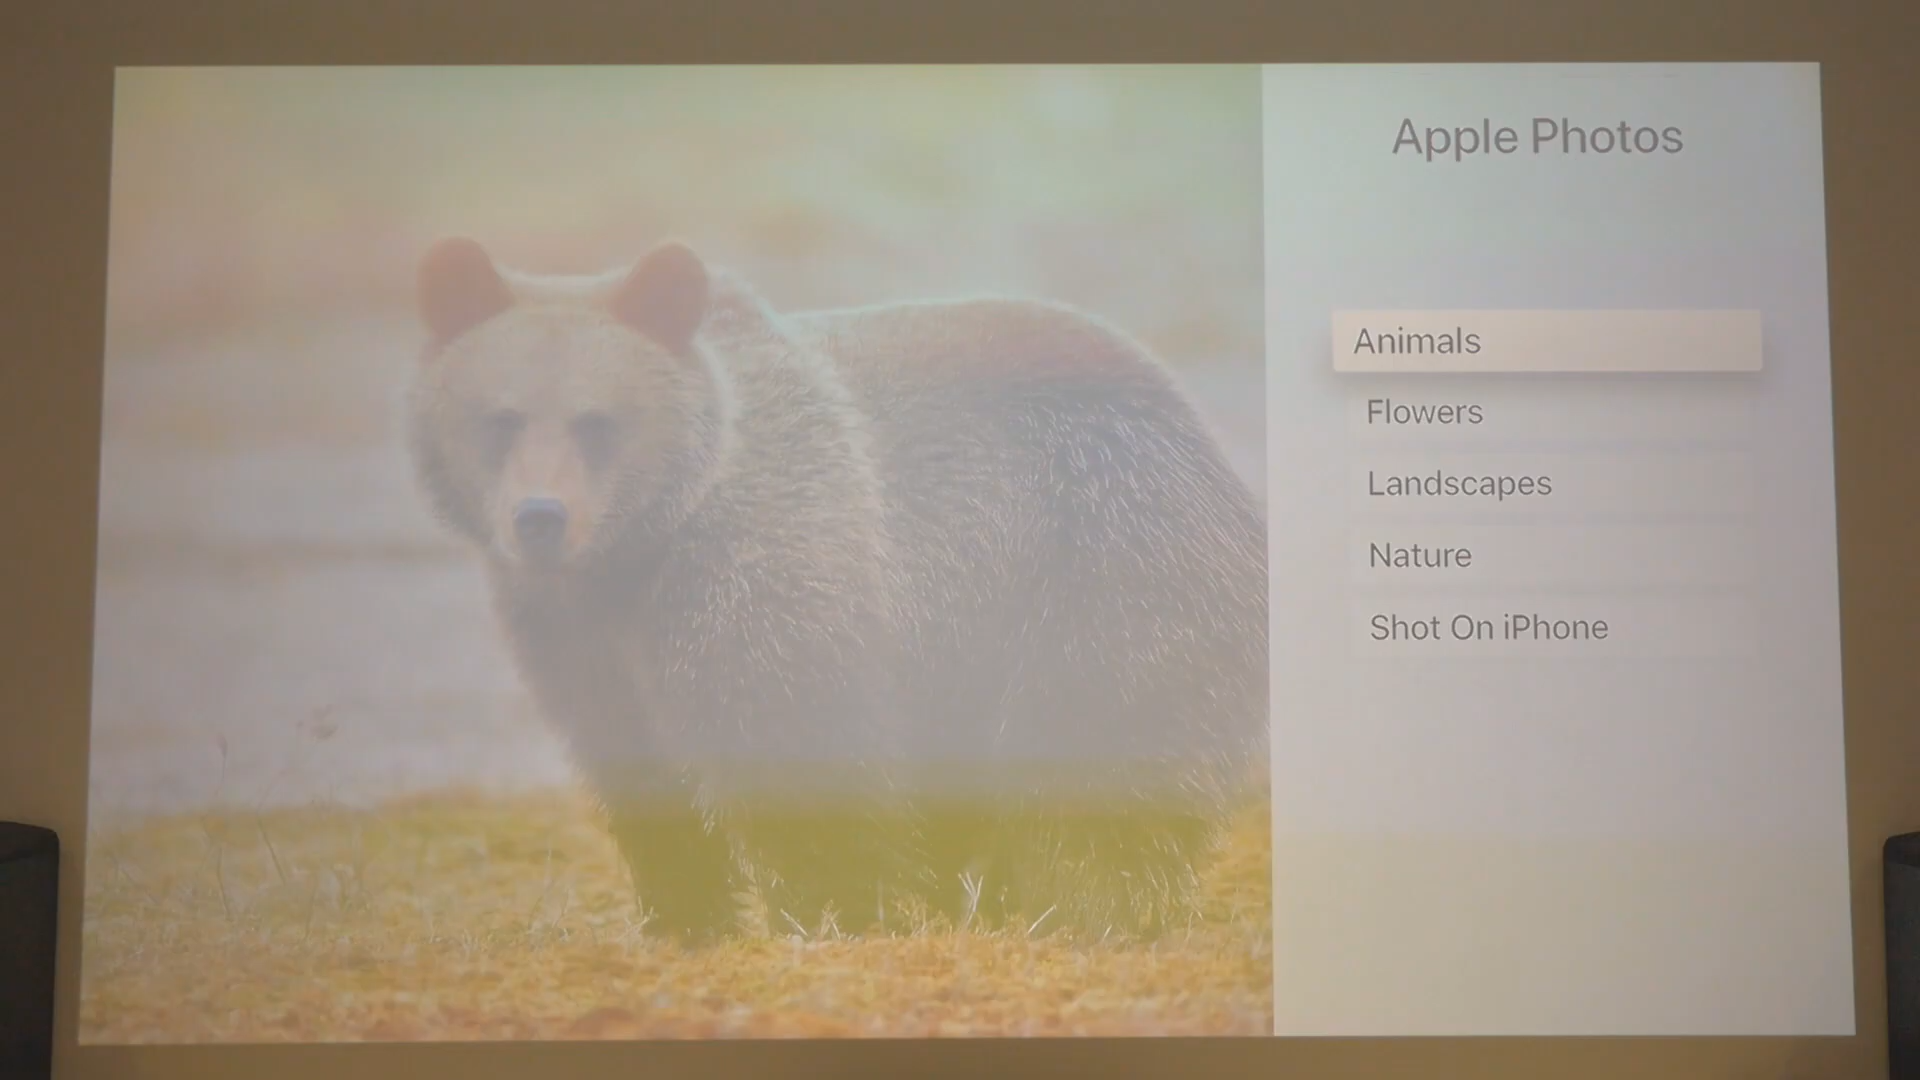 Apple Photos
Animals
Flowers
Landscapes
Nature
Shot On iPhone